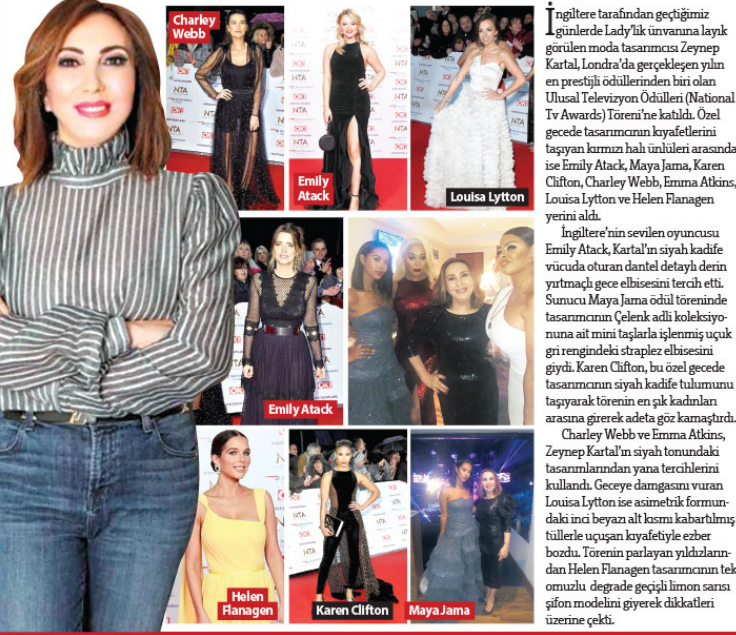 Charley
Webb
Emily
Atack
Louisa Lytton
Emily Atack
Helen
Flanagen
Karen Clifton
Maya Jama
İngiltere tarafından geçtiğimiz
günlerde Lady'lik ünvanına layık
görülen moda tasarımcısı Zeynep
Kartal, Londra'da gerçekleşen yılın
en prestijli ödüllerinden biri olan
Ulusal Televizyon Ödülleri (National
Tv Awards) Töreni'ne katıldı. Özel
gecede tasarımcının kıyafetlerini
taşıyan kırmızı halı ünlüleri arasında
ise Emily Atack, Maya Jama, Karen
Clifton, Charley Webb, Emma Atkins,
Louisa Lytton ve Helen Flanagen
yerini aldı.
İngiltere'nin sevilen oyuncusu
Emily Atack, Kartal'ın siyah kadife
vücuda oturan dantel detaylı derin
yırtmaçlı gece elbisesini tercih etti.
Sunucu Maya Jama ödül töreninde
tasarımcının Çelenk adli koleksiyo-
nuna ait mini taşlarla işlenmiş uçuk
gri rengindeki straplez elbisesini
giydi. Karen Clifton, bu özel gecede
tasarımcının siyah kadife tulumunu
taşıyarak törenin en şık kadınları
arasına girerek adeta göz kamaştırdı.
Charley Webb ve Emma Atkins,
Zeynep Kartal'ın siyah tonundaki
tasarımlarından yana tercihlerini
kullandı. Geceye damgasını vuran
Louisa Lytton ise asimetrik formun-
daki inci beyazı alt kısmı kabartılmış
tüllerle uçuşan kıyafetiyle ezber
bozdu. Törenin parlayan yıldızların-
dan Helen Flanagen tasarımcının tek
omuzlu degrade geçişli limon sarısı
şifon modelini giyerek dikkatleri
üzerine çekti.